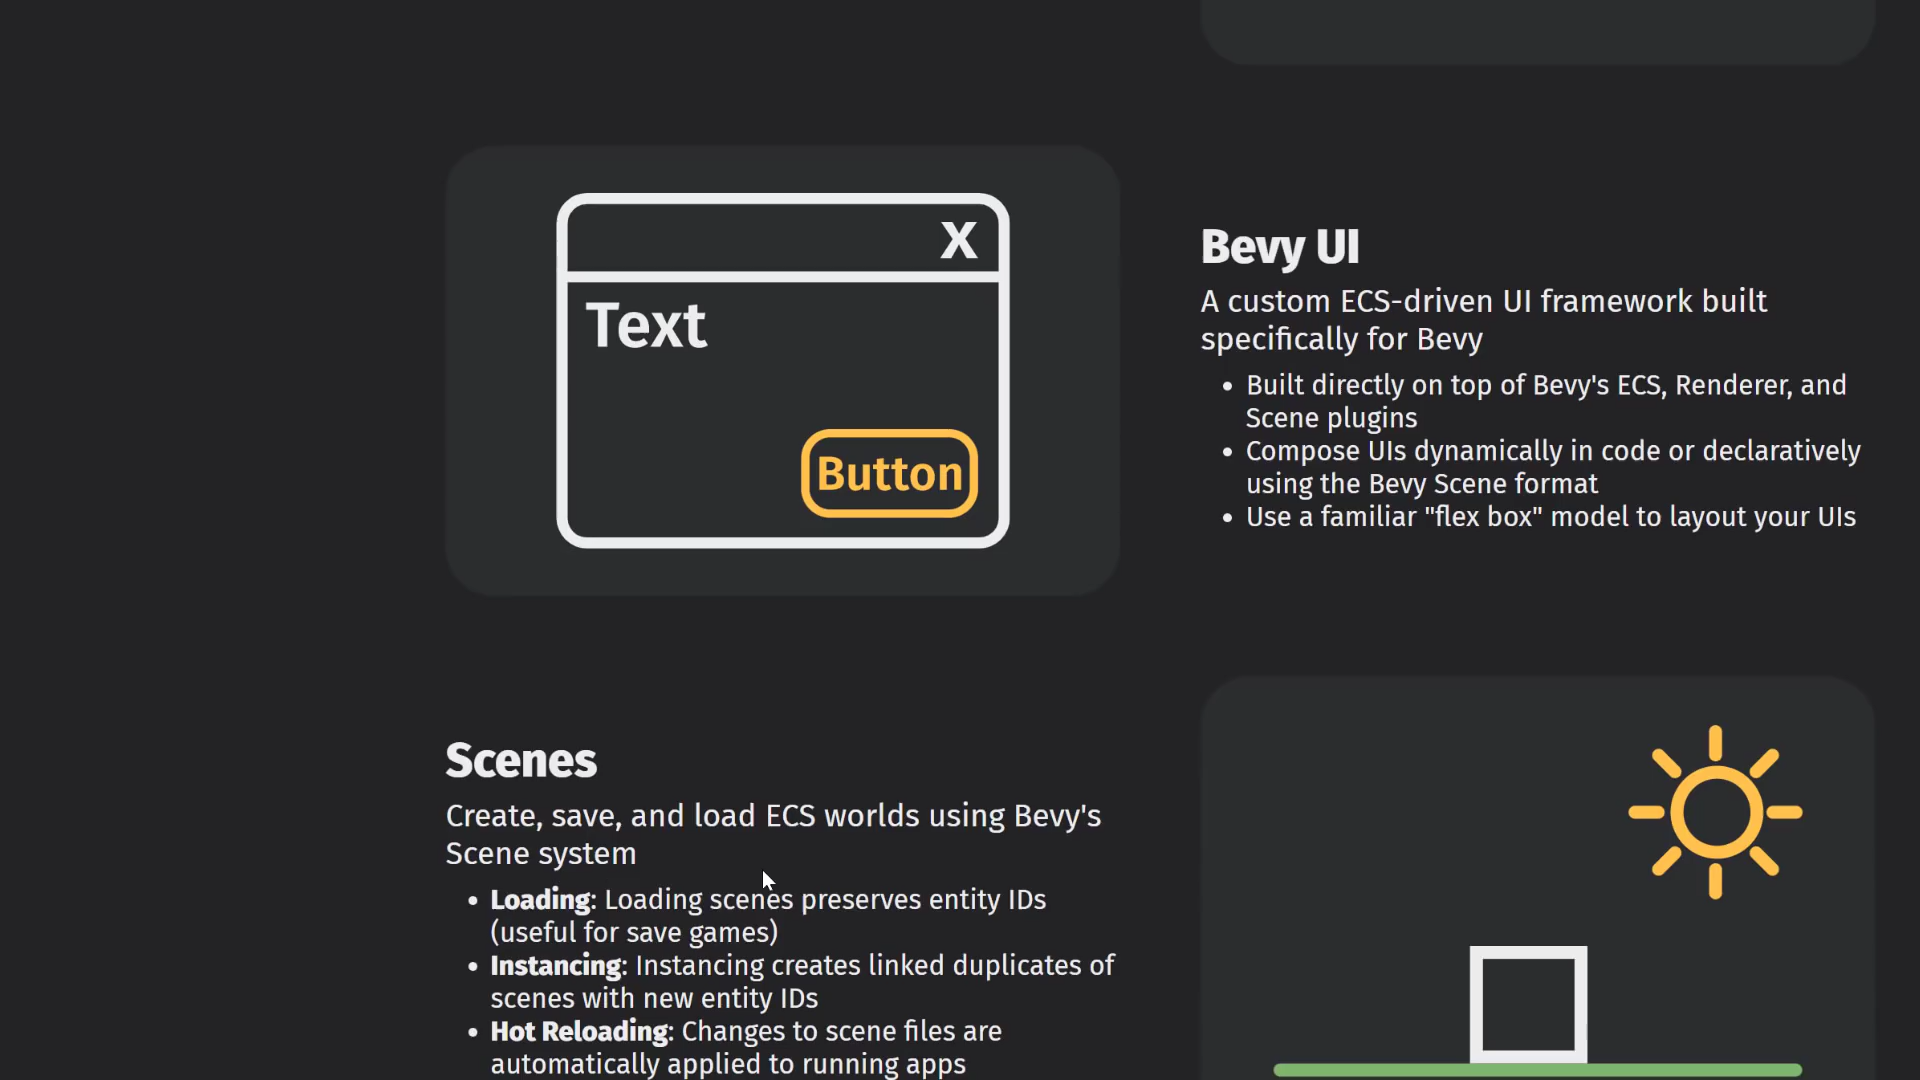 X
Text
Button
Bevy UI
A custom ECS-driven UI framework built
specifically for Bevy
• Built directly on top of Bevy's ECS, Renderer, and
Scene plugins
• Compose UIs dynamically in code or declaratively
using the Bevy Scene format
• Use a familiar "flex box" model to layout your UIs
Scenes
Create, save, and load ECS worlds using Bevy's
Scene system
• Loading: Loading scenes preserves entity IDs
(useful for save games)
• Instancing: Instancing creates linked duplicates of
scenes with new entity IDs
• Hot Reloading: Changes to scene files are
automatically applied to running apps